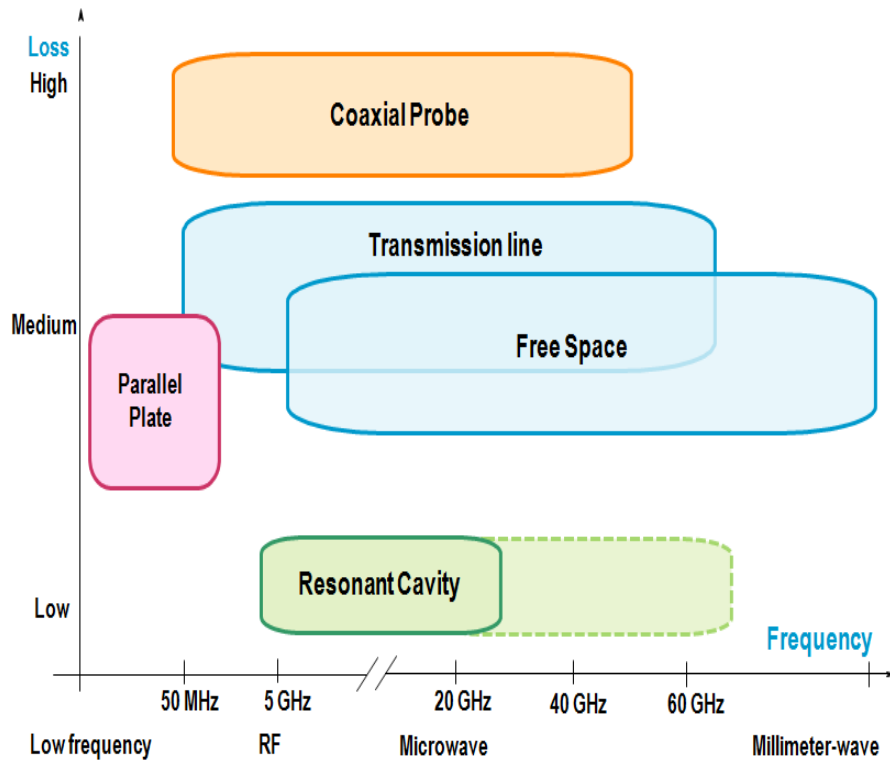 Loss
High
Coaxial Probe
Transmission line
Medium
Free Space
Parallel
Plate
Resonant Cavity
Low
Frequency
50 MHz
5 GHz
20 GHz
40 GHz
60 GHz
Low frequency
RF
Microwave
Millimeter-wave